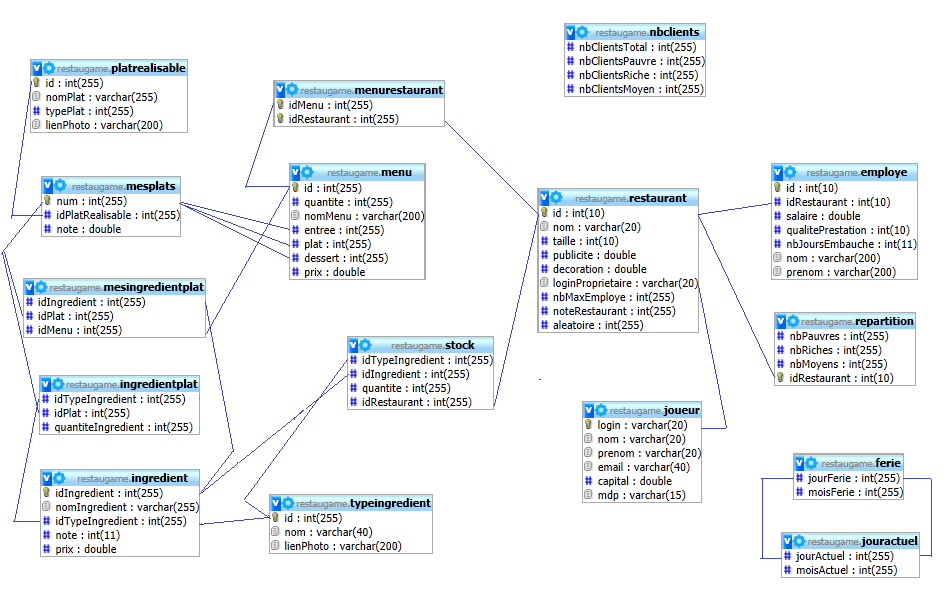 restaugame.nbclients
nbClientsTotal : int(255)
nbClientsPauvre : int(255)
nbClientsRiche : int(255)
nbClientsMoyen : int(255)
restaugame.platrealisable
id : int(255)
nomPlat : varchar(255)
typePlat : int(255)
lienPhoto : varchar(200)
restaugame.menurestaurant
idMenu : int(255)
idRestaurant : int(255)
restaugame.mesplats
num : int(255)
idPlatRealisable : int(255)
note : double
restaugame.menu
id : int(255)
quantite : int(255)
nomMenu : varchar(200)
entree : int(255)
plat : int(255)
dessert : int(255)
prix : double
restaugame.restaurant
id : int(10)
nom : varchar(20)
taille : int(10)
publicite : double
decoration : double
loginProprietaire : varchar(20)
nbMaxEmploye : int(255)
noteRestaurant : int(255)
aleatoire : int(255)
restaugame.employe
id : int(10)
idRestaurant : int(10)
salaire : double
qualitePrestation : int(10)
nbJoursEmbauche : int(11)
nom : varchar(200)
prenom : varchar(200)
restaugame.mesingredientplat
idIngredient : int(255)
idPlat : int(255)
idMenu : int(255)
restaugame.stock
idTypeIngredient : int(255)
idIngredient : int(255)
quantite : int(255)
idRestaurant : int(255)
restaugame.repartition
nbPauvres : int(255)
nbRiches : int(255)
nbMoyens : int(255)
idRestaurant : int(10)
restaugame.ingredientplat
idTypeIngredient : int(255)
idPlat : int(255)
quantiteIngredient : int(255)
restaugame.joueur
login : varchar(20)
nom : varchar(20)
prenom : varchar(20)
email : varchar(40)
capital : double
mdp : varchar(15)
restaugame.ingredient
idIngredient : int(255)
nomIngredient : varchar(255)
idTypeIngredient : int(255)
note : int(11)
prix : double
restaugame.typeingredient
id : int(255)
nom : varchar(40)
lienPhoto : varchar(200)
restaugame.ferie
jourFerie : int(255)
moisFerie : int(255)
restaugame.jouractuel
jourActuel : int(255)
moisActuel : int(255)